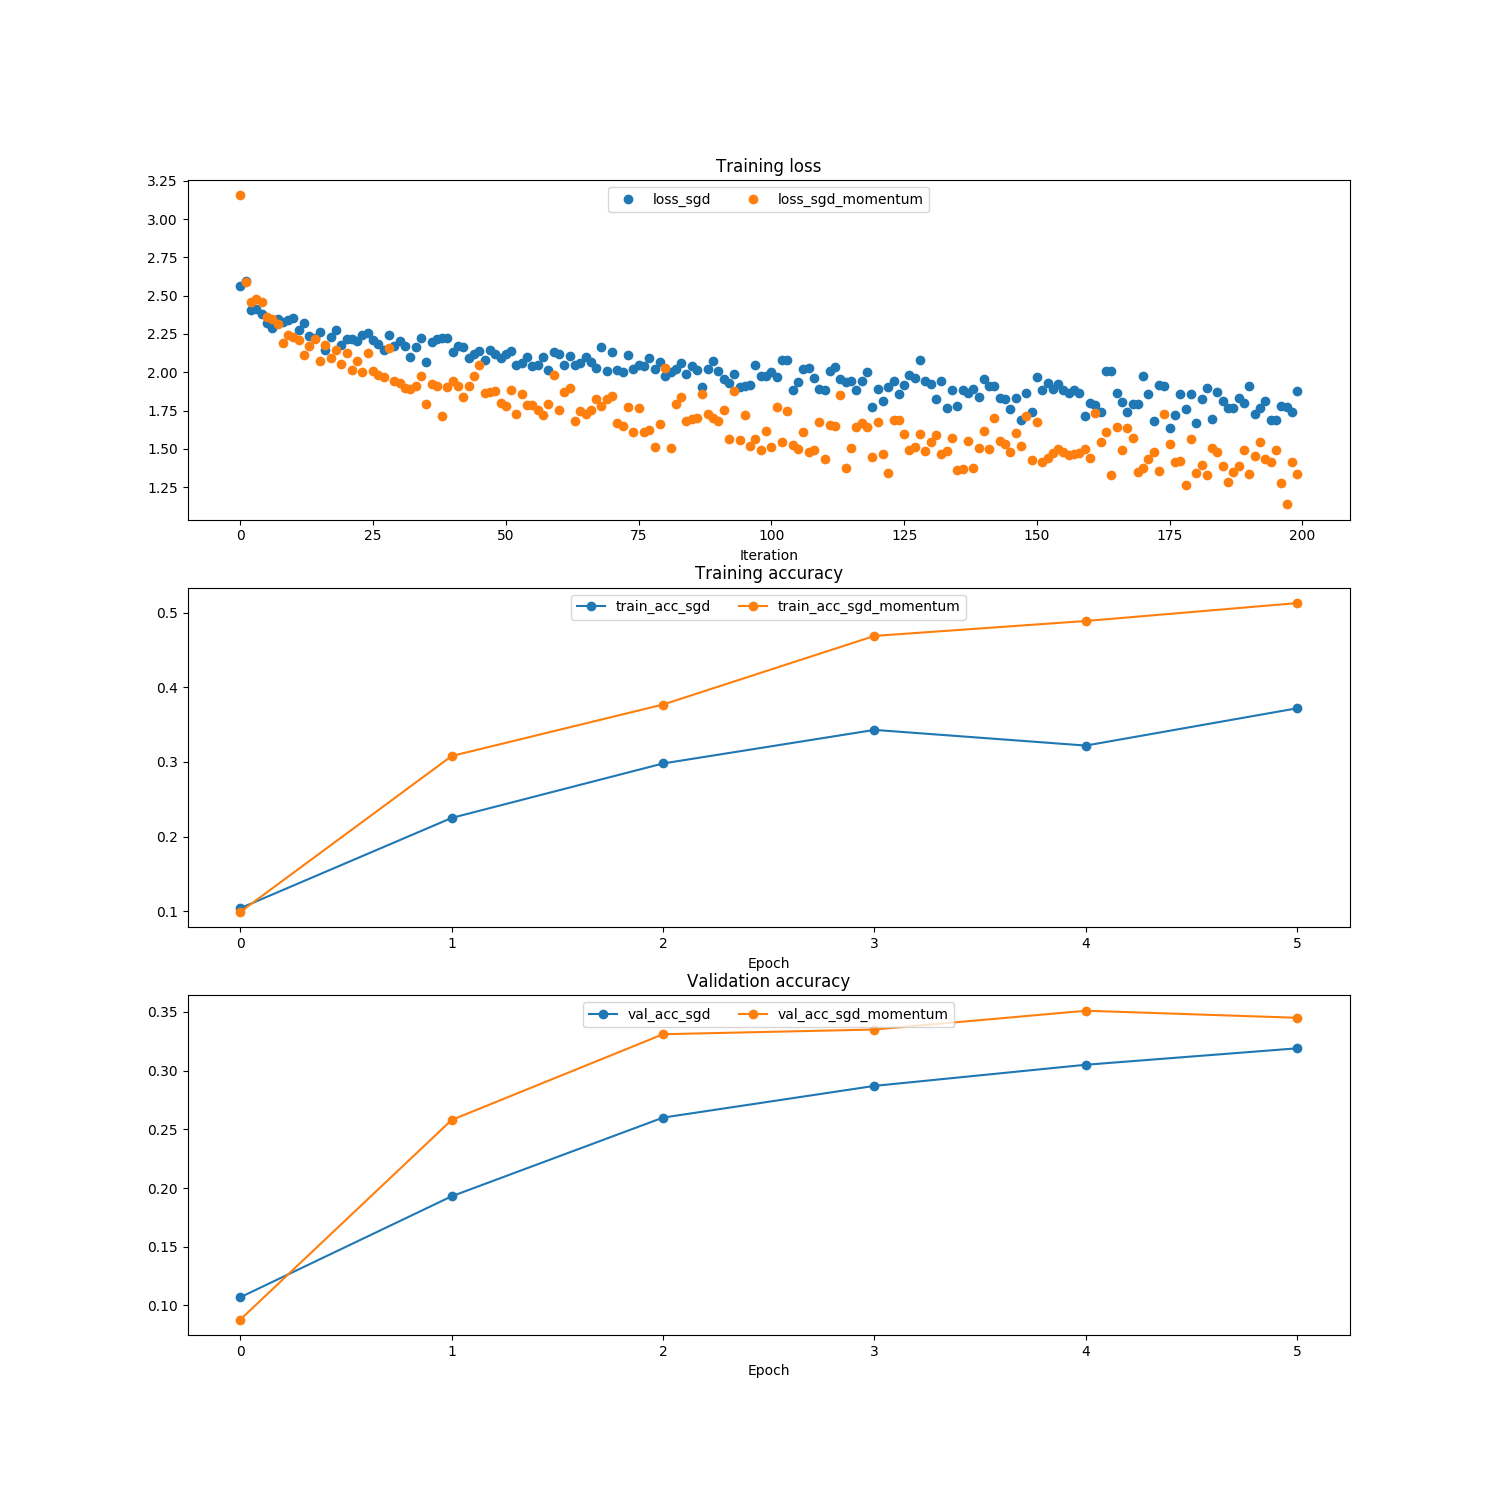 Training loss
3.25
3.00
2.75
2.50
2.25
2.00
1.75
1.50
1.25
loss_sgd loss_sgd_momentum
0 25 50 75 100 125 150 175 200
Iteration
Training accuracy
0.5
0.4
0.3
0.2
0.1
train_acc_sgd train_acc_sgd_momentum
0 1 2 3 4 5
Epoch
Validation accuracy
0.35
0.30
0.25
0.20
0.15
0.10
val_acc_sgd val_acc_sgd_momentum
0 1 2 3 4 5
Epoch